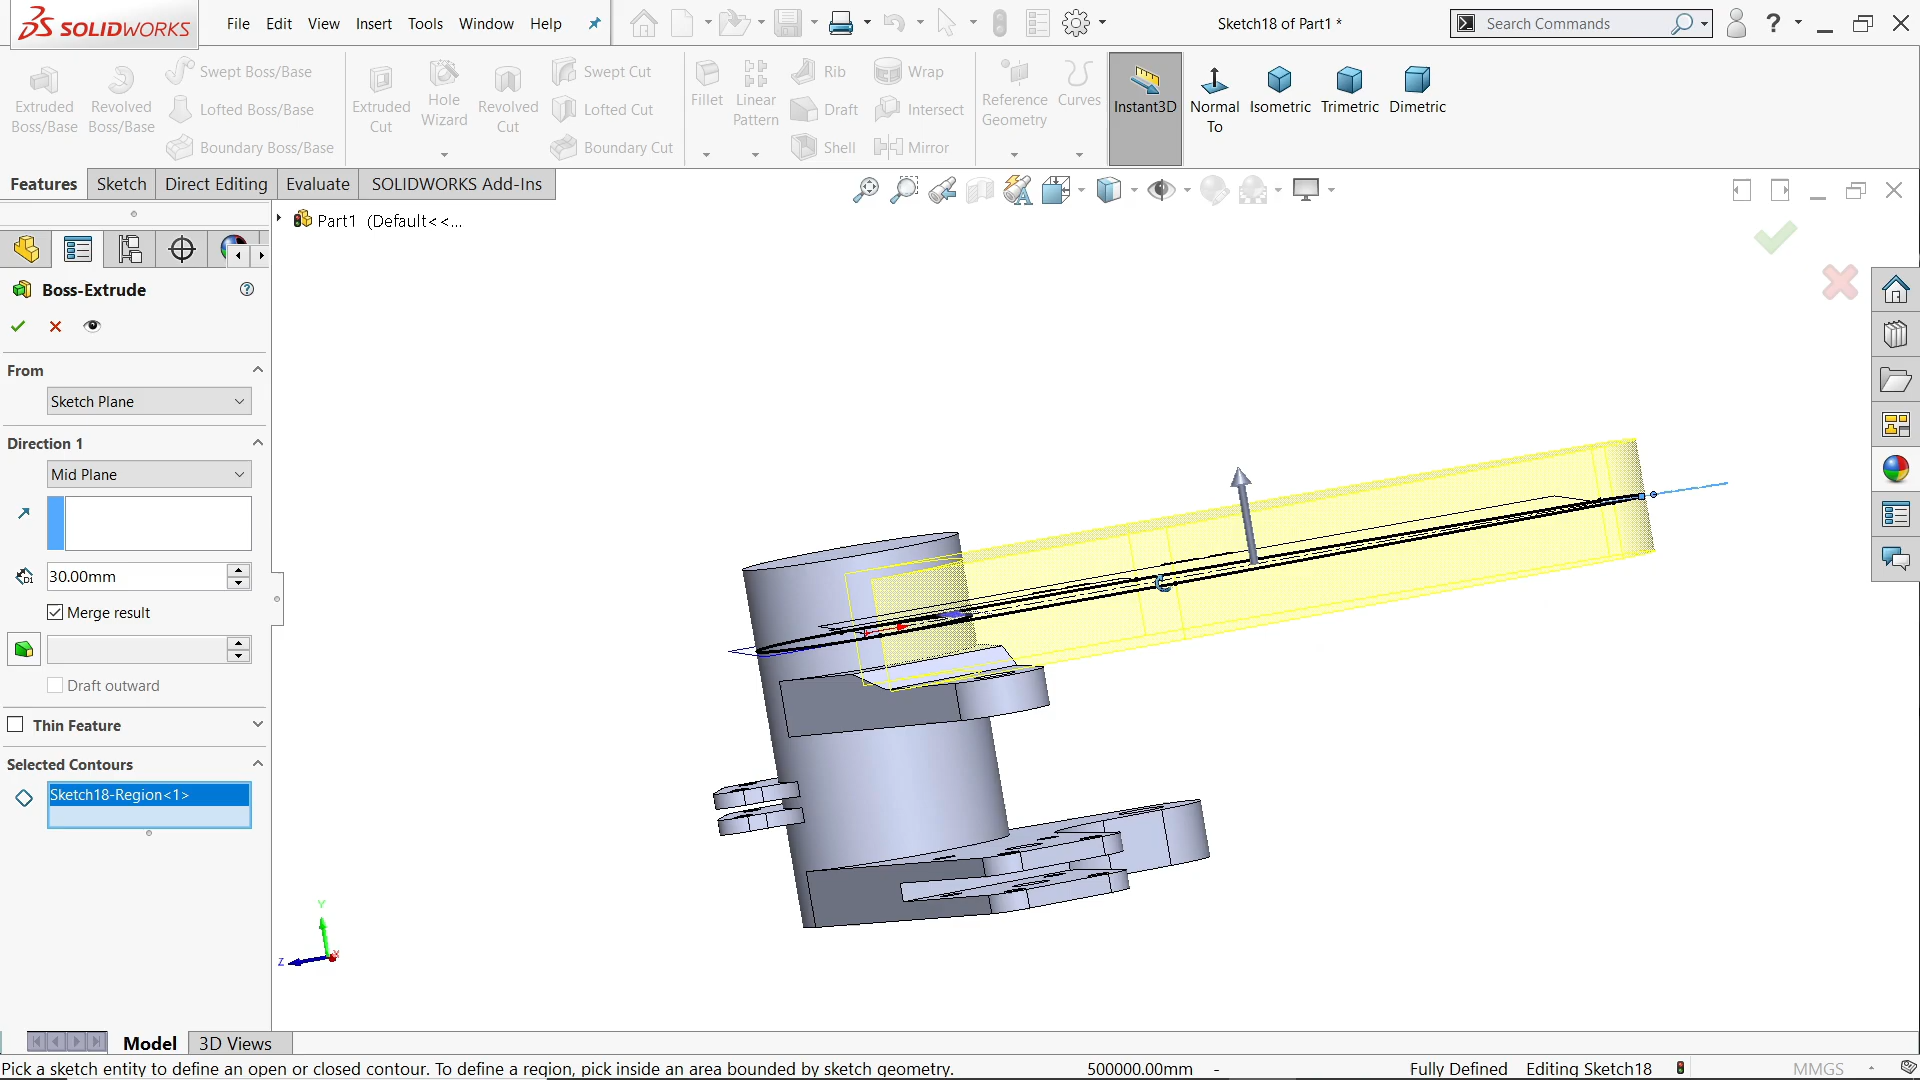 SOLIDWORKS
File Edit View Insert Tools Window Help
Sketch18 of Part1 *
Search Commands
?
Extruded Boss/Base
Revolved Boss/Base
Swept Boss/Base
Lofted Boss/Base
Boundary Boss/Base
Extruded Cut
Hole Wizard
Revolved Cut
Swept Cut
Lofted Cut
Boundary Cut
Fillet
Linear Pattern
Rib
Draft
Shell
Wrap
Intersect
Mirror
Reference Geometry
Curves
Instant3D
Normal To
Isometric
Trimetric
Dimetric
Features Sketch Direct Editing Evaluate SOLIDWORKS Add-Ins
Part1 (Default<<...
Boss-Extrude
From
Sketch Plane
Direction 1
Mid Plane
30.00mm
Merge result
Draft outward
Thin Feature
Selected Contours
Sketch18-Region<1>
Y
Z
X
Model 3D Views
Pick a sketch entity to define an open or closed contour. To define a region, pick inside an area bounded by sketch geometry.
500000.00mm -
Fully Defined
Editing Sketch18
MMGS